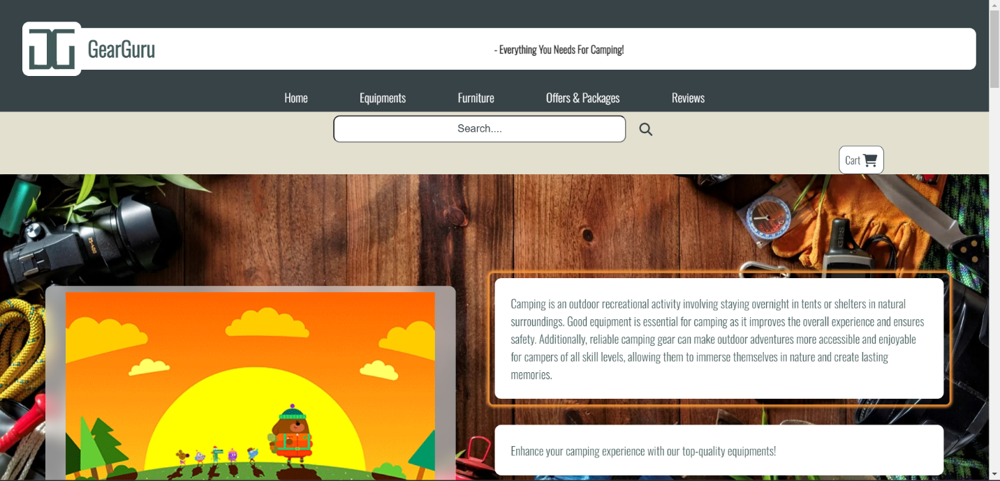 GearGuru
- Everything You Needs For Camping!
Home Equipments Furniture Offers & Packages Reviews
Search....
Cart
25-400
GPS
Camping is an outdoor recreational activity involving staying overnight in tents or shelters in natural
surroundings. Good equipment is essential for camping as it improves the overall experience and ensures
safety. Additionally, reliable camping gear can make outdoor adventures more accessible and enjoyable
for campers of all skill levels, allowing them to immerse themselves in nature and create lasting
memories.
Enhance your camping experience with our top-quality equipments!